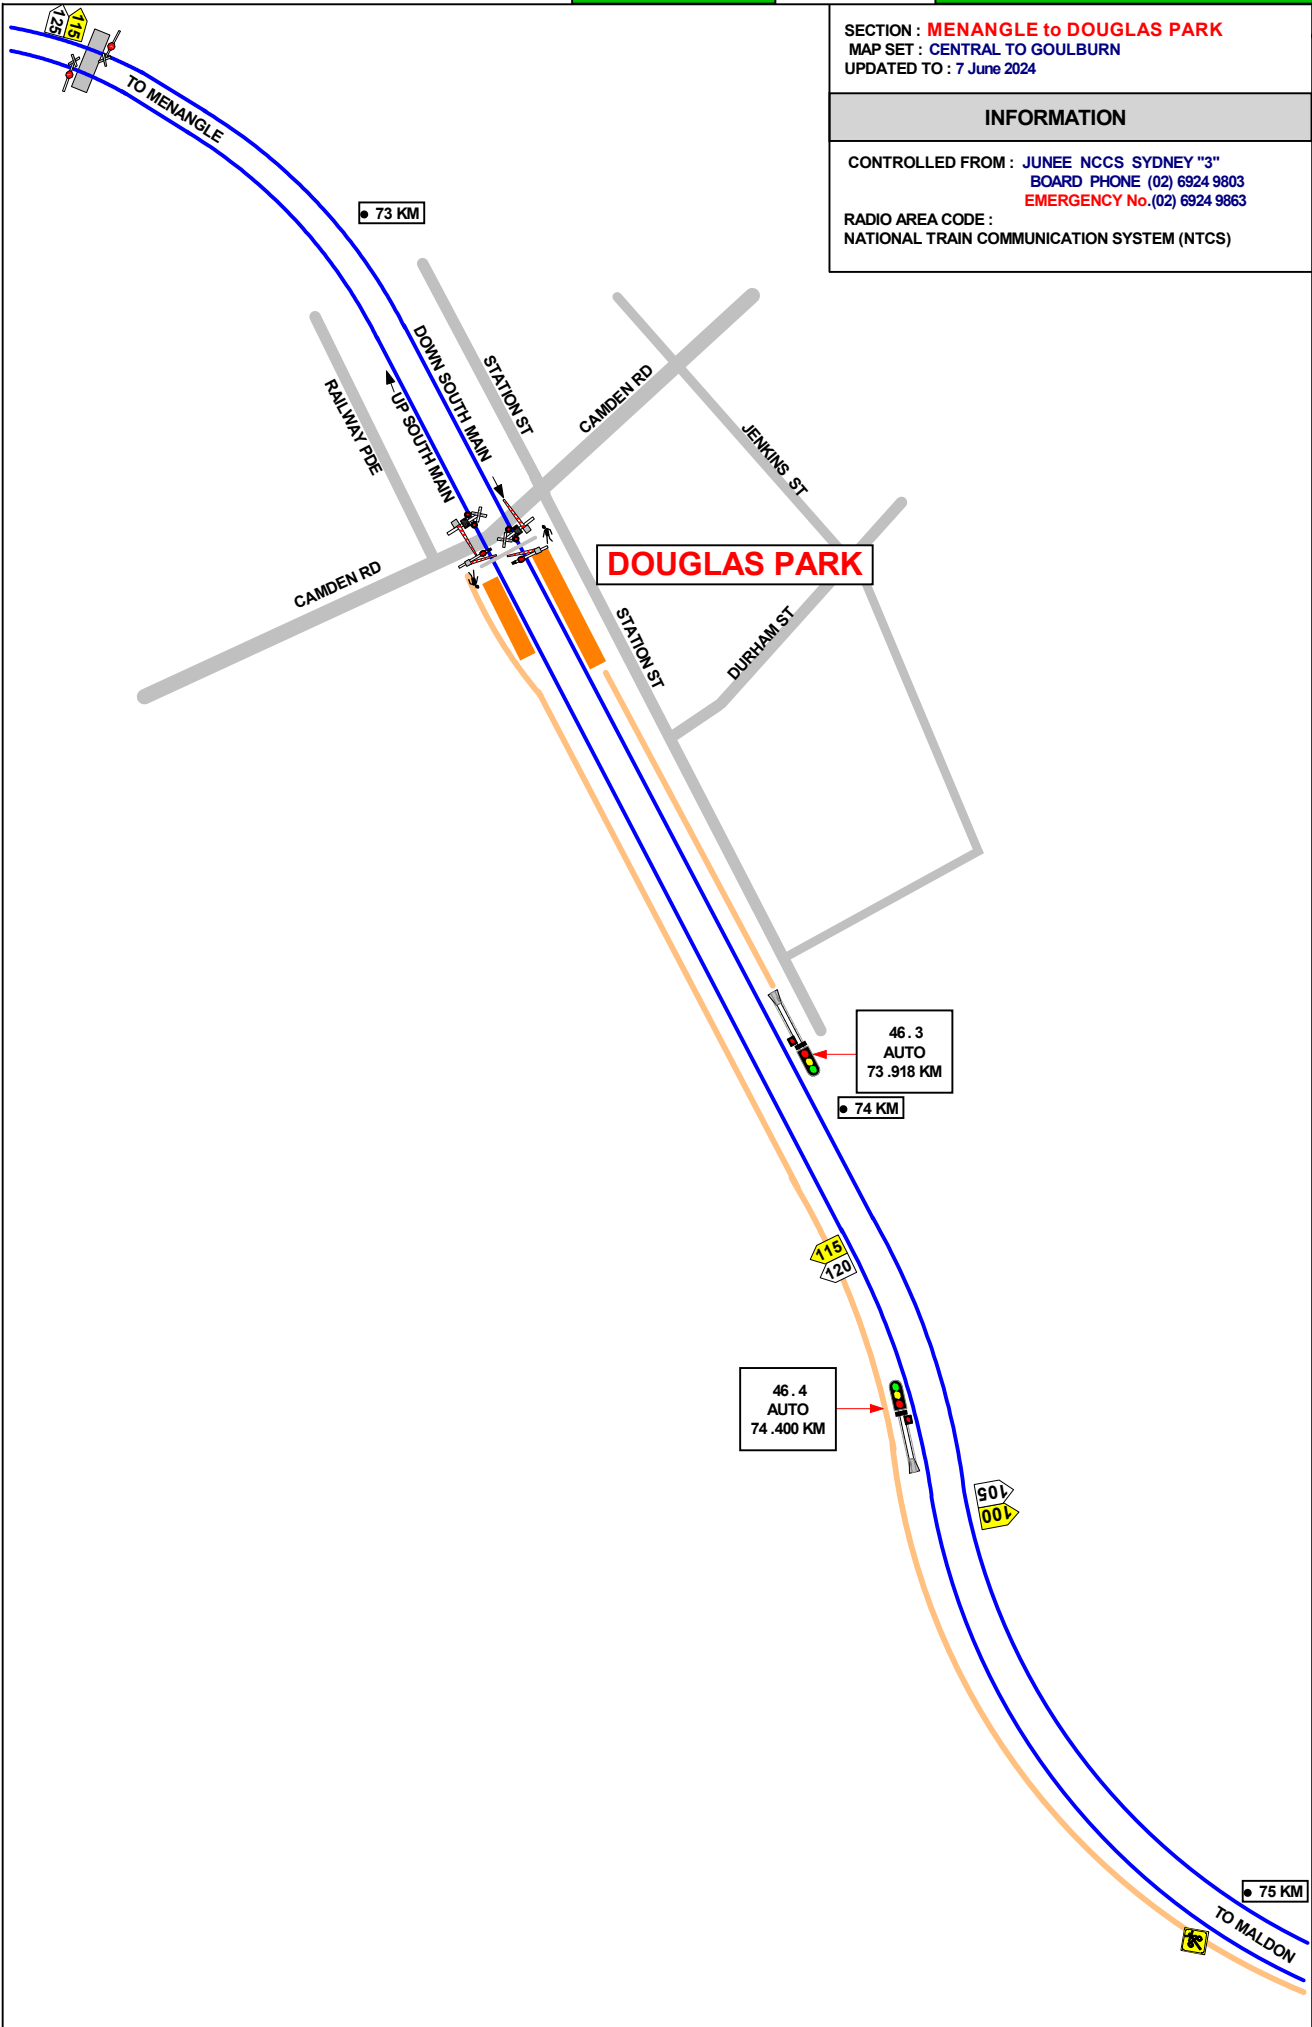 SECTION : MENANGLE to DOUGLAS PARK
MAP SET : CENTRAL TO GOULBURN
UPDATED TO : 7 June 2024
INFORMATION
CONTROLLED FROM : JUNEE NCCS SYDNEY "3"
BOARD PHONE (02) 6924 9803
EMERGENCY No.(02) 6924 9863
RADIO AREA CODE :
NATIONAL TRAIN COMMUNICATION SYSTEM (NTCS)
125
115
TO MENANGLE
73 KM
DOWN SOUTH MAIN
UP SOUTH MAIN
RAILWAY PDE
STATION ST
CAMDEN RD
JENKINS ST
CAMDEN RD
DOUGLAS PARK
STATION ST
DURHAM ST
46.3
AUTO
73.918 KM
74 KM
115
120
46.4
AUTO
74.400 KM
105
100
75 KM
TO MALDON